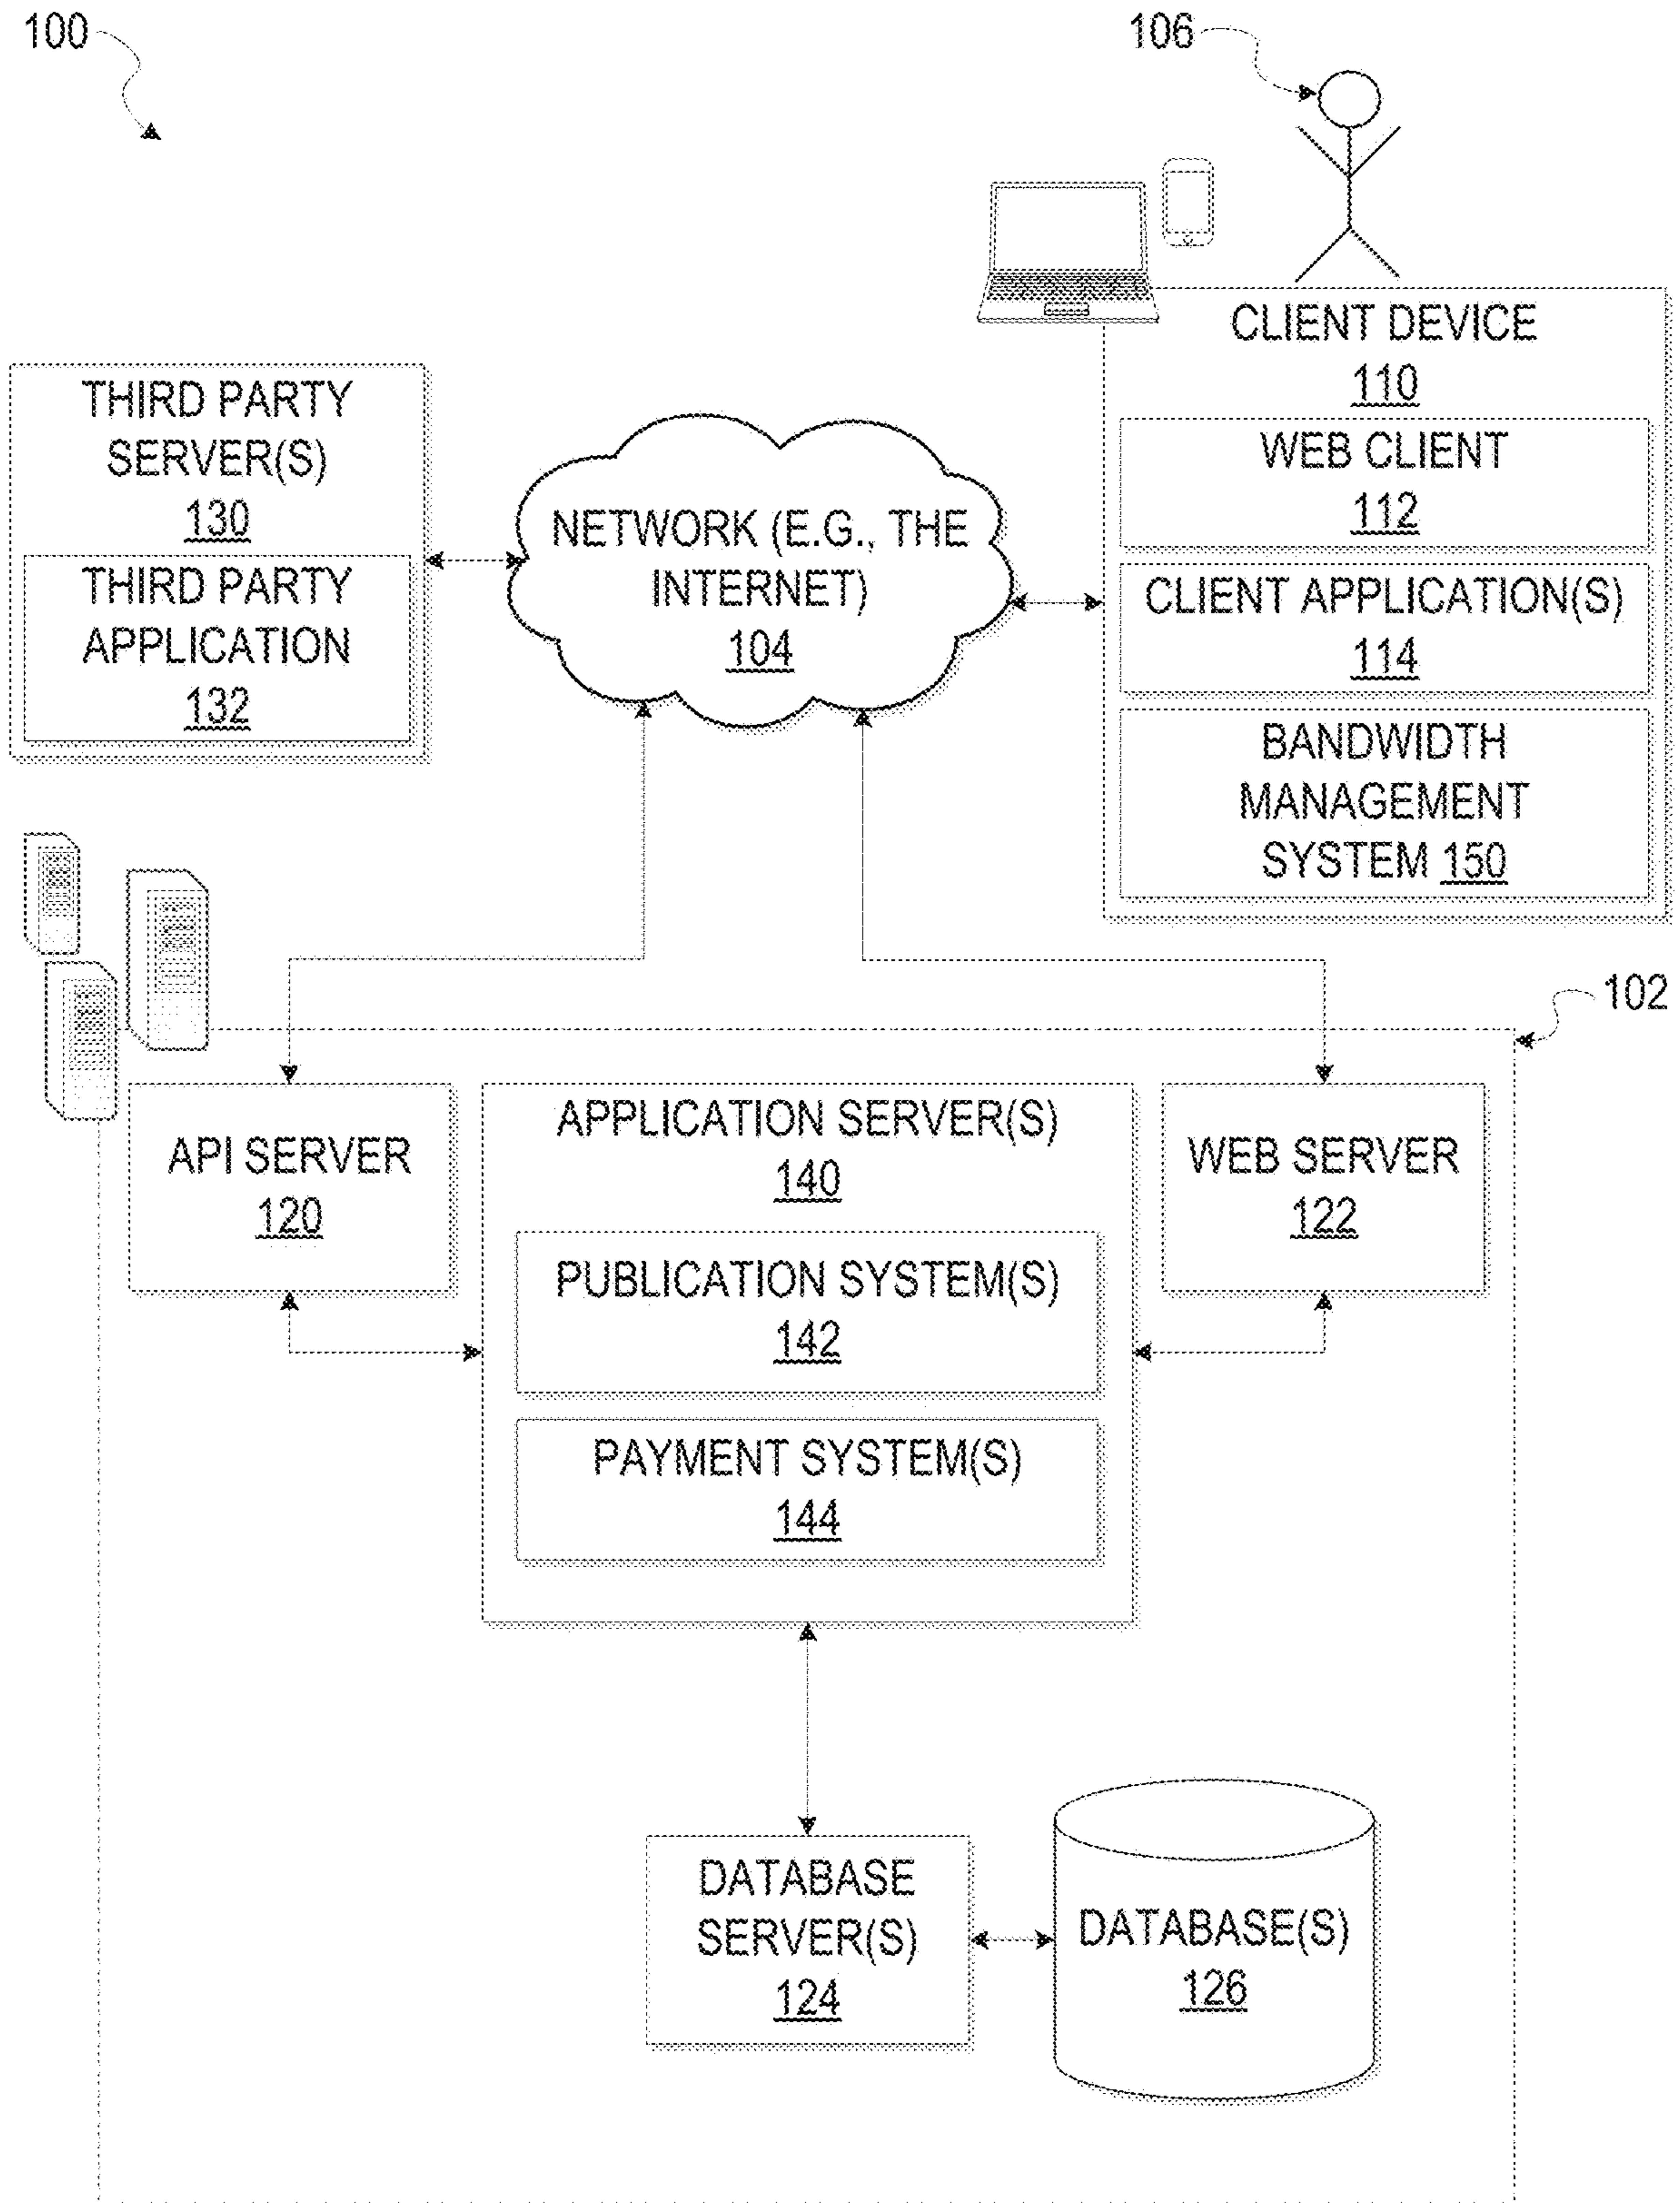 100
106
CLIENT DEVICE
110
WEB CLIENT
112
CLIENT APPLICATION(S)
114
BANDWIDTH
MANAGEMENT
SYSTEM 150
THIRD PARTY
SERVER(S)
130
THIRD PARTY
APPLICATION
132
NETWORK (E.G., THE
INTERNET)
104
102
API SERVER
120
APPLICATION SERVER(S)
140
PUBLICATION SYSTEM(S)
142
PAYMENT SYSTEM(S)
144
WEB SERVER
122
DATABASE
SERVER(S)
124
DATABASE(S)
126